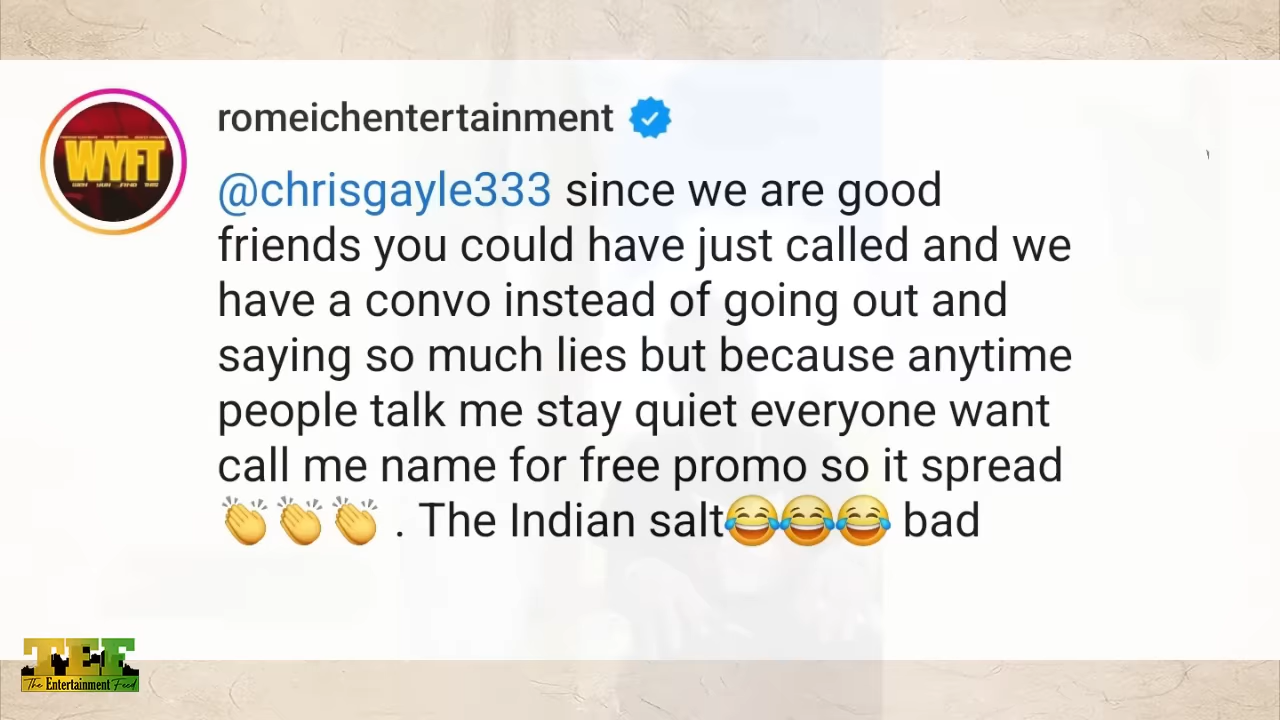 WYFT
romeichentertainment
@chrisgayle333 since we are good
friends you could have just called and we
have a convo instead of going out and
saying so much lies but because anytime
people talk me stay quiet everyone want
call me name for free promo so it spread
👏👏👏 . The Indian salt😂😂😂 bad
TEF
The Entertainment Feed